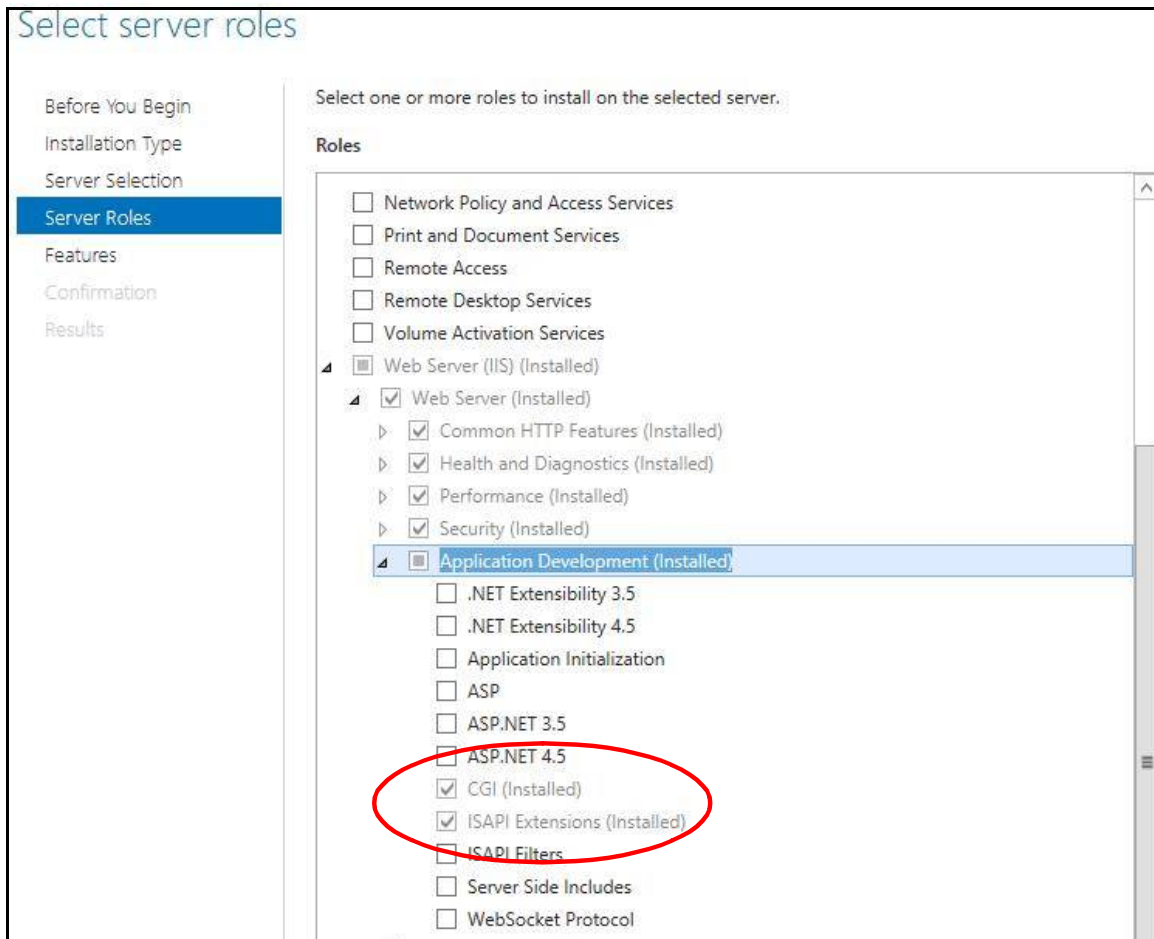 Select server roles
Before You Begin
Installation Type
Server Selection
Server Roles
Features
Confirmation
Results
Select one or more roles to install on the selected server.
Roles
Network Policy and Access Services
Print and Document Services
Remote Access
Remote Desktop Services
Volume Activation Services
Web Server (IIS) (Installed)
Web Server (Installed)
Common HTTP Features (Installed)
Health and Diagnostics (Installed)
Performance (Installed)
Security (Installed)
Application Development (Installed)
.NET Extensibility 3.5
.NET Extensibility 4.5
Application Initialization
ASP
ASP.NET 3.5
ASP.NET 4.5
CGI (Installed)
ISAPI Extensions (Installed)
ISAPI Filters
Server Side Includes
WebSocket Protocol